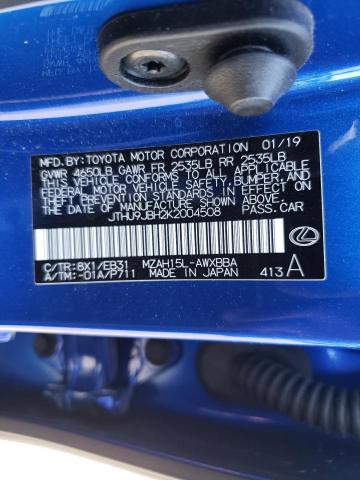 MFD. BY: TOYOTA MOTOR CORPORATION 01/19
GVWR 4650LB GAWR FR 2535LB RR 2535LB
THIS VEHICLE CONFORMS TO ALL APPLICABLE
FEDERAL MOTOR VEHICLE SAFETY, BUMPER, AND
THEFT PREVENTION STANDARDS IN EFFECT ON
THE DATE OF MANUFACTURE SHOWN ABOVE.
JTHU9JBH2K2004508 PASS.CAR
C/TR:8X1/EB31 MZAH15L-AWXBBA
A/TM:-01A/P711 MADE IN JAPAN 413 A